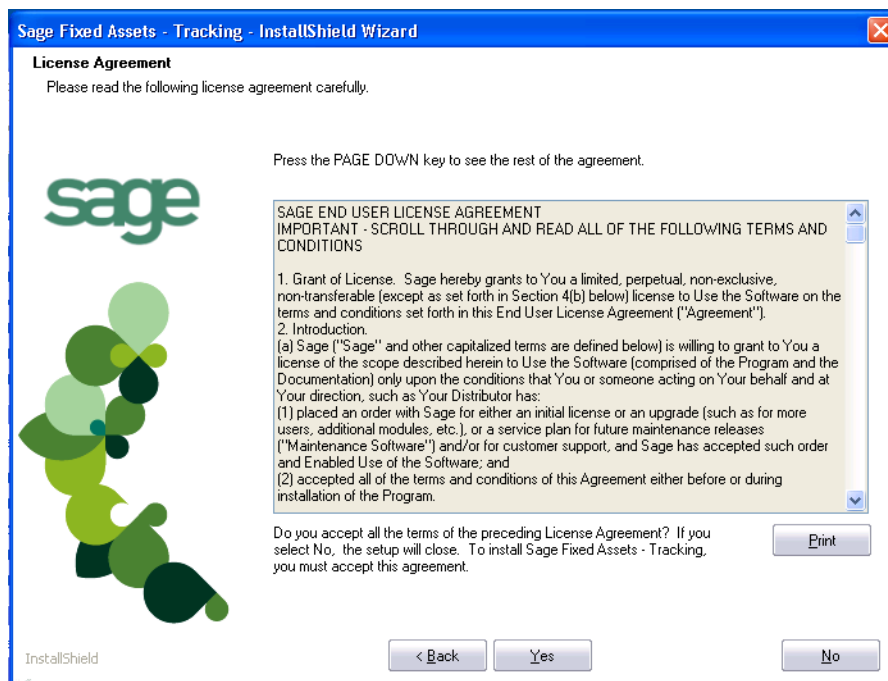 Sage Fixed Assets - Tracking - InstallShield Wizard
License Agreement
Please read the following license agreement carefully.
Press the PAGE DOWN key to see the rest of the agreement.
sage
SAGE END USER LICENSE AGREEMENT
IMPORTANT - SCROLL THROUGH AND READ ALL OF THE FOLLOWING TERMS AND
CONDITIONS
1. Grant of License.  Sage hereby grants to You a limited, perpetual, non-exclusive,
non-transferable (except as set forth in Section 4(b) below) license to Use the Software on the
terms and conditions set forth in this End User License Agreement ("Agreement").
2. Introduction.
(a) Sage ("Sage" and other capitalized terms are defined below) is willing to grant to You a
license of the scope described herein to Use the Software (comprised of the Program and the
Documentation) only upon the conditions that You or someone acting on Your behalf and at
Your direction, such as Your Distributor has:
(1) placed an order with Sage for either an initial license or an upgrade (such as for more
users, additional modules, etc.), or a service plan for future maintenance releases
("Maintenance Software") and/or for customer support, and Sage has accepted such order
and Enabled Use of the Software; and
(2) accepted all of the terms and conditions of this Agreement either before or during
installation of the Program.
Do you accept all the terms of the preceding License Agreement?  If you
select No,  the setup will close.  To install Sage Fixed Assets - Tracking,
you must accept this agreement.
Print
InstallShield
< Back
Yes
No